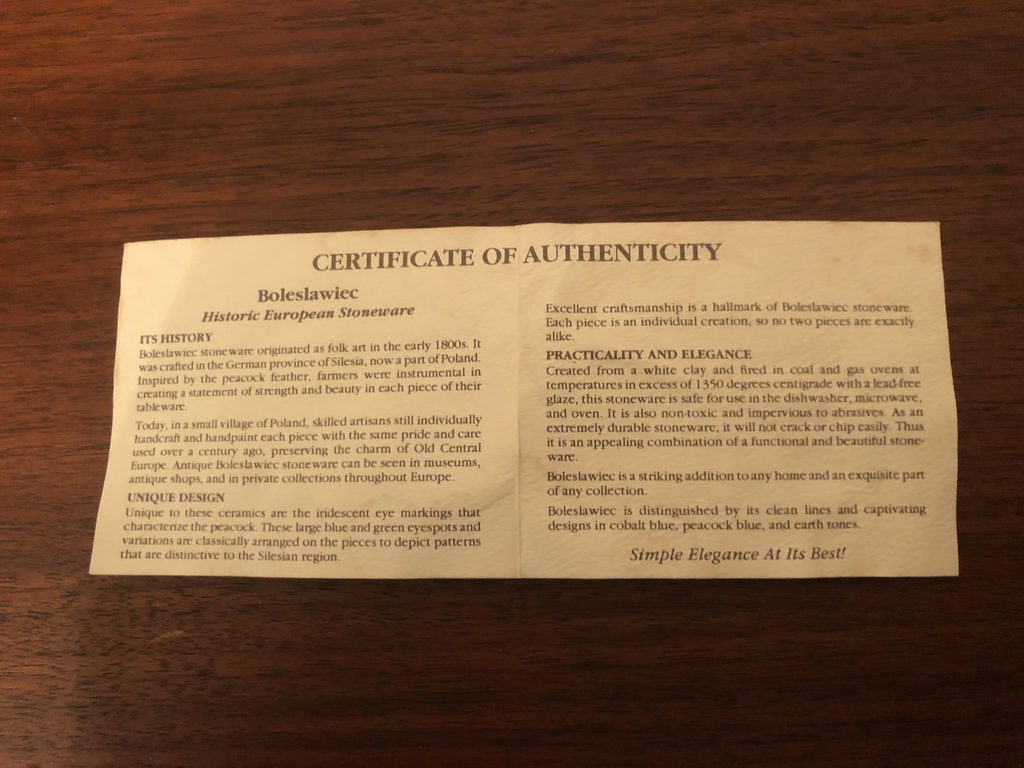 CERTIFICATE OF AUTHENTICITY
Boleslawiec
Historic European Stoneware
ITS HISTORY
Boleslawiec stoneware originated as folk art in the early 1800s. It
was crafted in the German province of Silesia, now a part of Poland.
Inspired by the peacock feather, farmers were instrumental in
creating a statement of strength and beauty in each piece of their
tableware.
Today, in a small village of Poland, skilled artisans still individually
handcraft and handpaint each piece with the same pride and care
used over a century ago, preserving the charm of Old Central
Europe. Antique Boleslawiec stoneware can be seen in museums,
antique shops, and in private collections throughout Europe.
UNIQUE DESIGN
Unique to these ceramics are the iridescent eye markings that
characterize the peacock. These large blue and green eyespots and
variations are classically arranged on the pieces to depict patterns
that are distinctive to the Silesian region.
Excellent craftsmanship is a hallmark of Boleslawiec stoneware.
Each piece is an individual creation, so no two pieces are exactly
alike.
PRACTICALITY AND ELEGANCE
Created from a white clay and fired in coal and gas ovens at
temperatures in excess of 1350 degrees centigrade with a lead-free
glaze, this stoneware is safe for use in the dishwasher, microwave,
and oven. It is also non-toxic and impervious to abrasives. As an
extremely durable stoneware, it will not crack or chip easily. Thus
it is an appealing combination of a functional and beautiful stone-
ware.
Boleslawiec is a striking addition to any home and an exquisite part
of any collection.
Boleslawiec is distinguished by its clean lines and captivating
designs in cobalt blue, peacock blue, and earth tones.
Simple Elegance At Its Best!